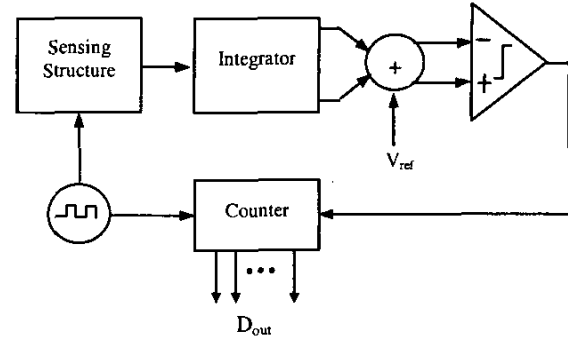 Sensing
Structure
Integrator
+
−
+
V_ref
Counter
D_out